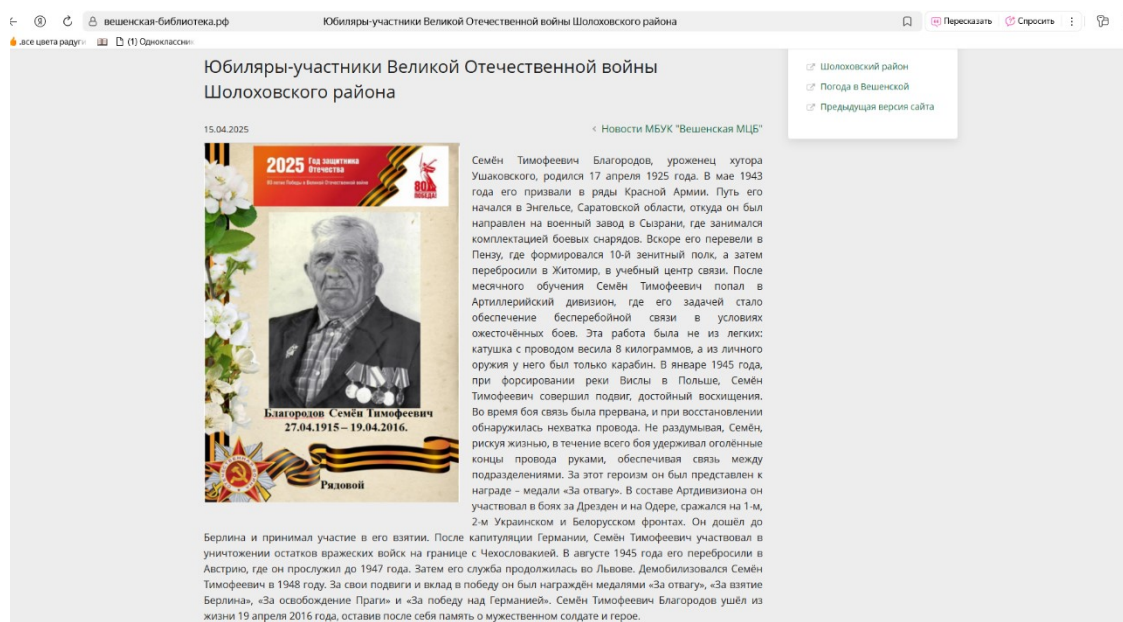 вешенская-библиотека.рф
Юбиляры-участники Великой Отечественной войны Шолоховского района
Пересказать
Спросить
.все цвета радуги
(1) Одноклассни
Юбиляры-участники Великой Отечественной войны
Шолоховского района
15.04.2025
< Новости МБУК "Вешенская МЦБ"
2025 Год защитника
Отечества
80-летие Победы в Великой Отечественной войне
80
ПОБЕДА!
Благородов Семён Тимофеевич
27.04.1915 – 19.04.2016.
Рядовой
Семён Тимофеевич Благородов, уроженец хутора
Ушаковского, родился 17 апреля 1925 года. В мае 1943
года его призвали в ряды Красной Армии. Путь его
начался в Энгельсе, Саратовской области, откуда он был
направлен на военный завод в Сызрани, где занимался
комплектацией боевых снарядов. Вскоре его перевели в
Пензу, где формировался 10-й зенитный полк, а затем
перебросили в Житомир, в учебный центр связи. После
месячного обучения Семён Тимофеевич попал в
Артиллерийский дивизион, где его задачей стало
обеспечение бесперебойной связи в условиях
ожесточённых боев. Эта работа была не из легких:
катушка с проводом весила 8 килограммов, а из личного
оружия у него был только карабин. В январе 1945 года,
при форсировании реки Вислы в Польше, Семён
Тимофеевич совершил подвиг, достойный восхищения.
Во время боя связь была прервана, и при восстановлении
обнаружилась нехватка провода. Не раздумывая, Семён,
рискуя жизнью, в течение всего боя удерживал оголённые
концы провода руками, обеспечивая связь между
подразделениями. За этот героизм он был представлен к
награде – медали «За отвагу». В составе Артдивизиона он
участвовал в боях за Дрезден и на Одере, сражался на 1-м,
2-м Украинском и Белорусском фронтах. Он дошёл до
Берлина и принимал участие в его взятии. После капитуляции Германии, Семён Тимофеевич участвовал в
уничтожении остатков вражеских войск на границе с Чехословакией. В августе 1945 года его перебросили в
Австрию, где он прослужил до 1947 года. Затем его служба продолжилась во Львове. Демобилизовался Семён
Тимофеевич в 1948 году. За свои подвиги и вклад в победу он был награждён медалями «За отвагу», «За взятие
Берлина», «За освобождение Праги» и «За победу над Германией». Семён Тимофеевич Благородов ушёл из
жизни 19 апреля 2016 года, оставив после себя память о мужественном солдате и герое.
Шолоховский район
Погода в Вешенской
Предыдущая версия сайта